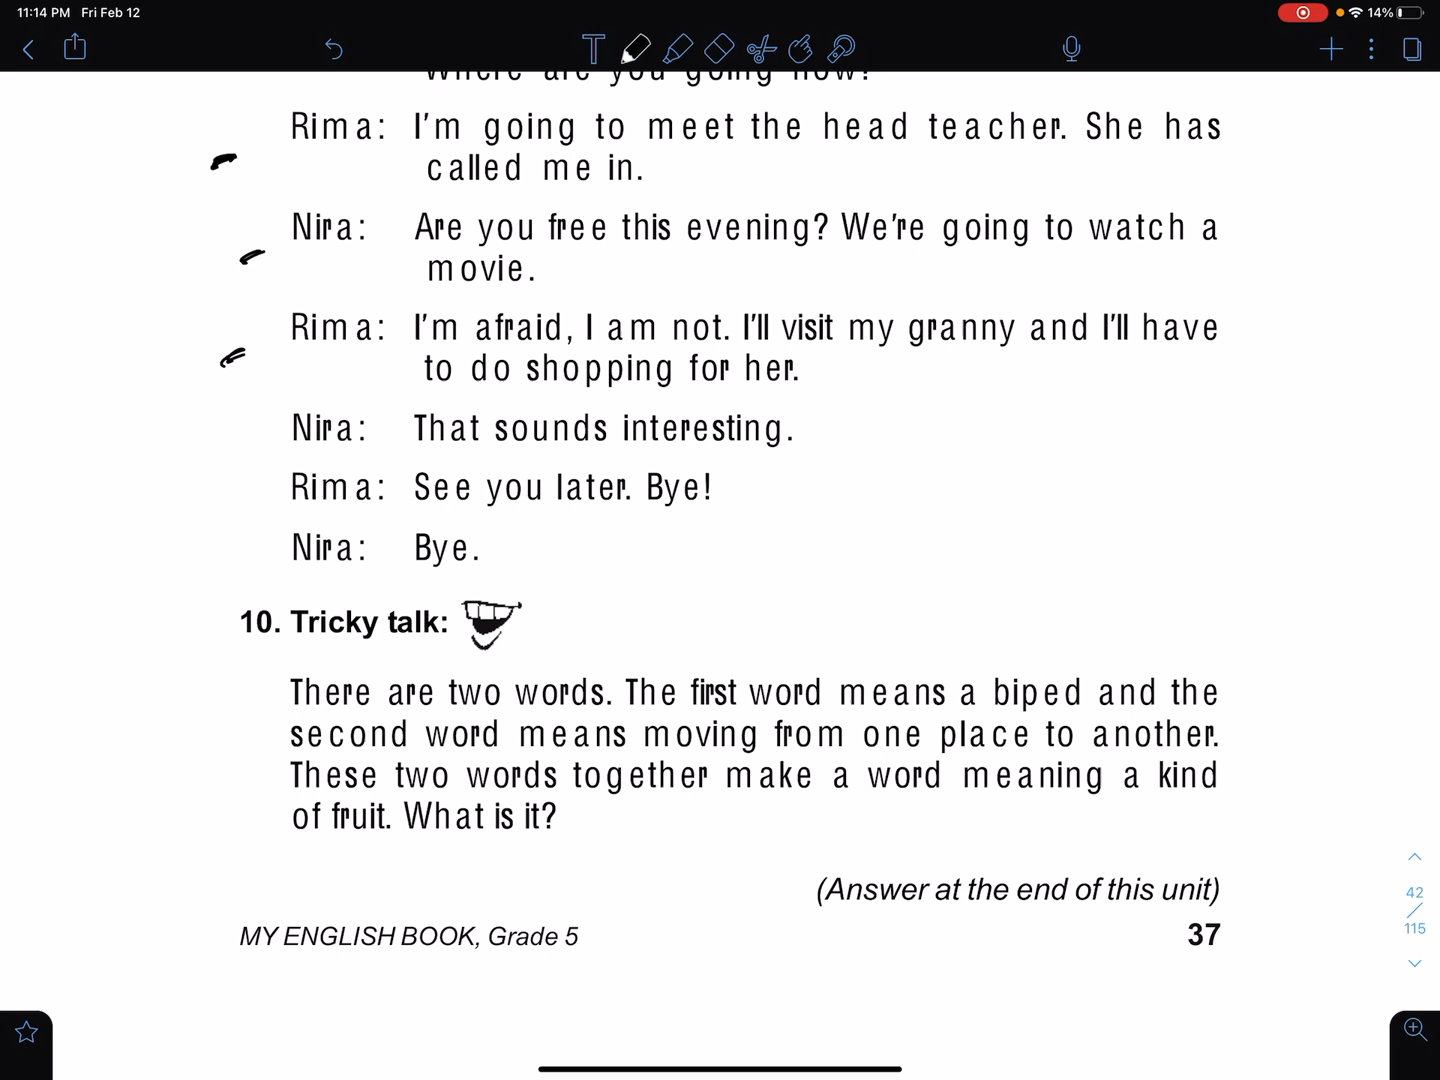 11:14 PM Fri Feb 12
14%
Where are you going now?
Rima: I'm going to meet the head teacher. She has
called me in.
Nira: Are you free this evening? We're going to watch a
movie.
Rima: I'm afraid, I am not. I'll visit my granny and I'll have
to do shopping for her.
Nira: That sounds interesting.
Rima: See you later. Bye!
Nira: Bye.
10. Tricky talk:
There are two words. The first word means a biped and the
second word means moving from one place to another.
These two words together make a word meaning a kind
of fruit. What is it?
(Answer at the end of this unit)
MY ENGLISH BOOK, Grade 5 37
42
/
115